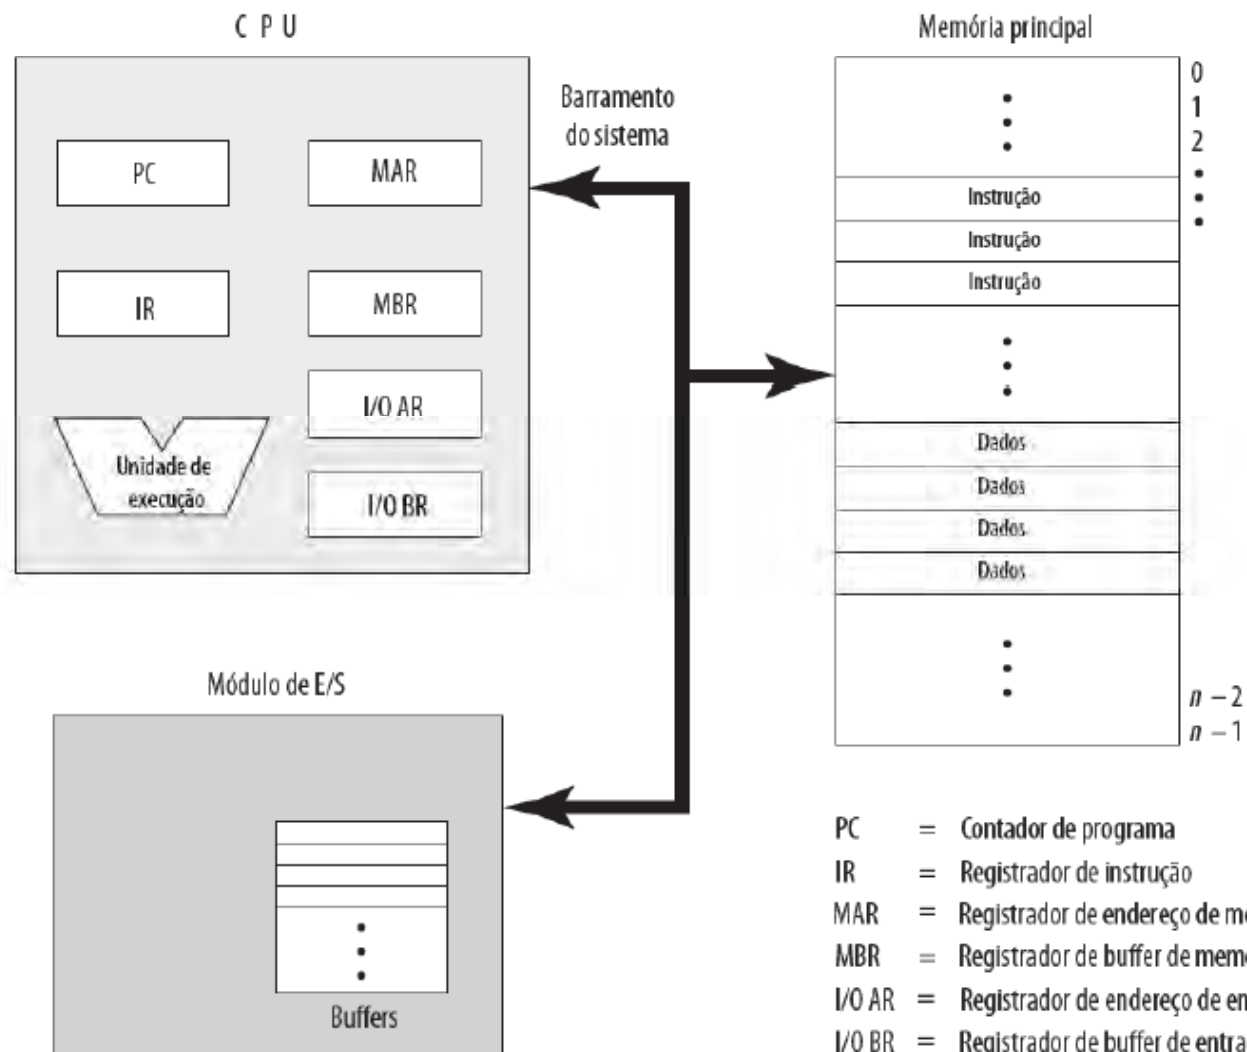 C P U
PC
MAR
IR
MBR
I/O AR
Unidade de
execução
I/O BR
Barramento
do sistema
Memória principal
0
1
2
Instrução
Instrução
Instrução
Dados
Dados
Dados
Dados
n – 2
n – 1
Módulo de E/S
Buffers
PC = Contador de programa
IR = Registrador de instrução
MAR = Registrador de endereço de
MBR = Registrador de buffer de
I/O AR = Registrador de endereço de
I/O BR = Registrador de buffer de